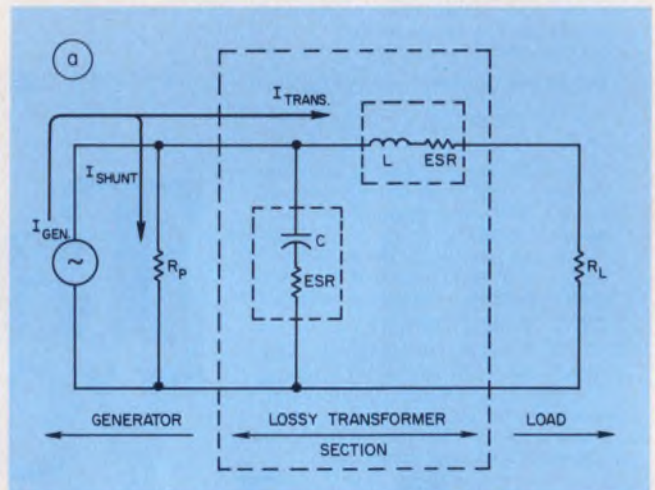 a
I TRANS.
I SHUNT
I GEN.
L ESR
C
ESR
R P
R L
GENERATOR LOSSY TRANSFORMER LOAD
SECTION